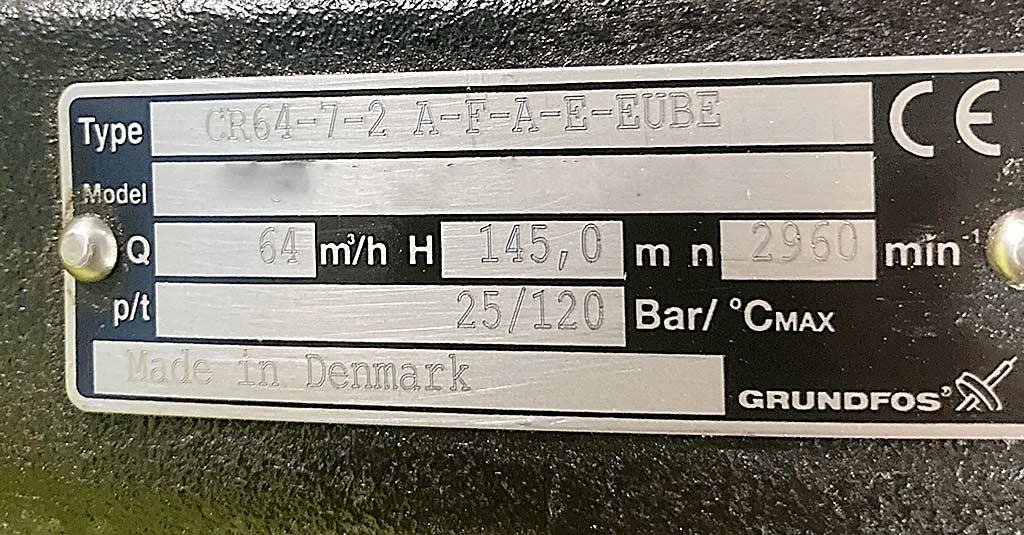 Type CR64-7-2 A-F-A-E-EUBE CE
Model
Q 64 m³/h H 145,0 m n 2960 min⁻¹
p/t 25/120 Bar/ °CMAX
Made in Denmark
GRUNDFOS